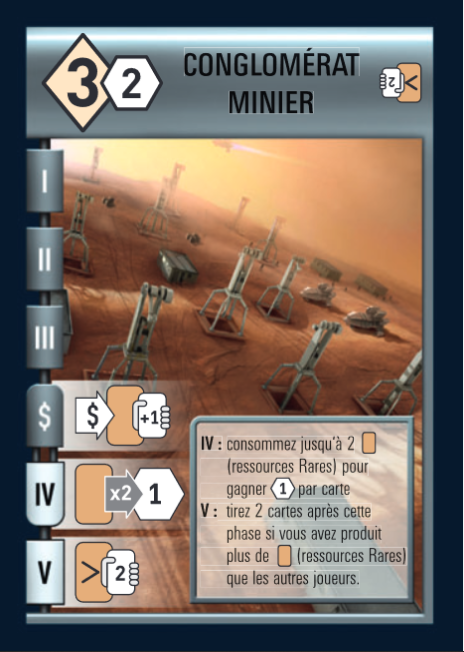 3
2
CONGLOMÉRAT
MINIER
2
>
I
II
III
$
$
+1
IV
x2
1
V
>
2
IV : consommez jusqu'à 2
(ressources Rares) pour
gagner 1 par carte
V : tirez 2 cartes après cette
phase si vous avez produit
plus de (ressources Rares)
que les autres joueurs.